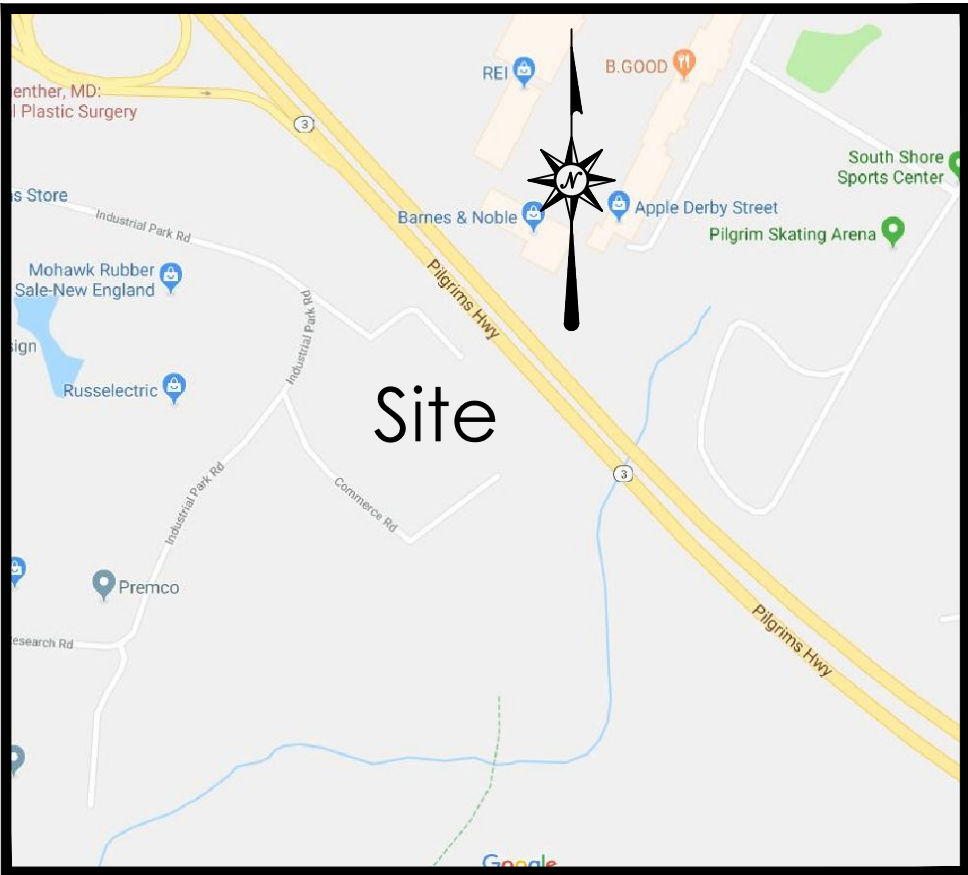 REI
B.GOOD
enther, MD:
l Plastic Surgery
3
South Shore
Sports Center
s Store
N
Barnes & Noble
Apple Derby Street
Industrial Park Rd
Pilgrim Skating Arena
Mohawk Rubber
Sale-New England
Pilgrims Hwy
Industrial Park Rd
sign
Russelectric
Site
3
Commerce Rd
Industrial Park Rd
Premco
esearch Rd
Pilgrims Hwy
Google